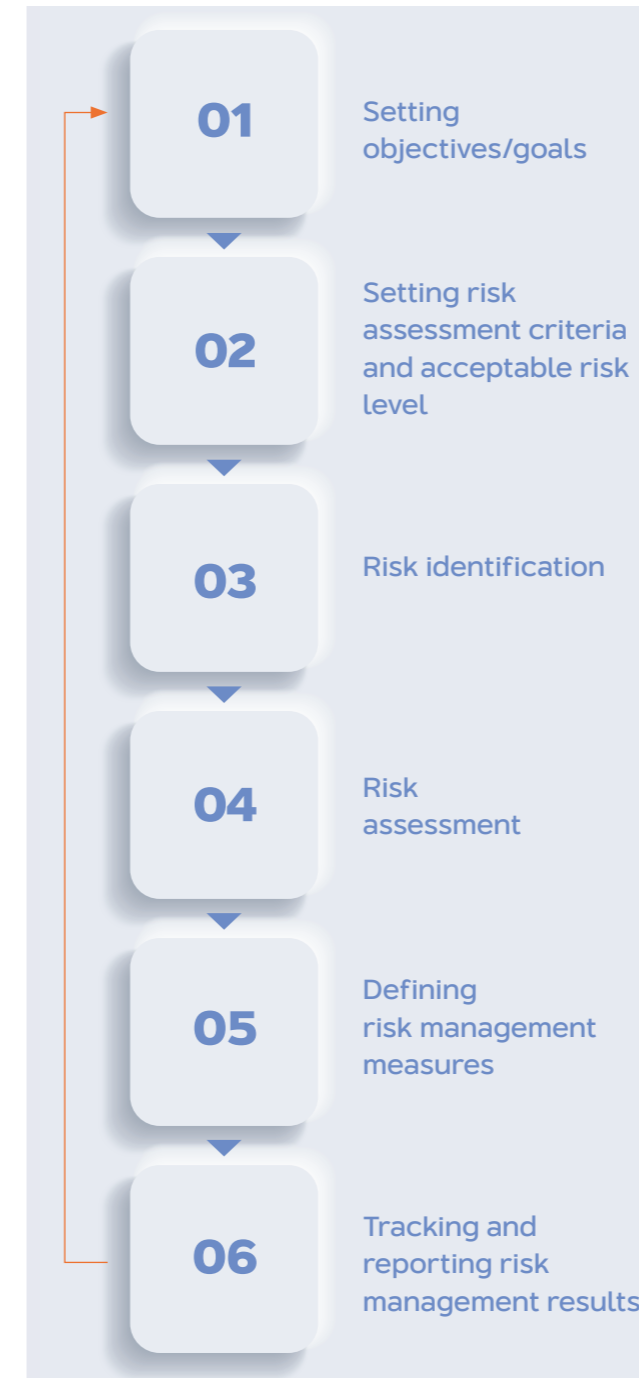 01
Setting
objectives/goals
02
Setting risk
assessment criteria
and acceptable risk
level
03
Risk identification
04
Risk
assessment
05
Defining
risk management
measures
06
Tracking and
reporting risk
management results